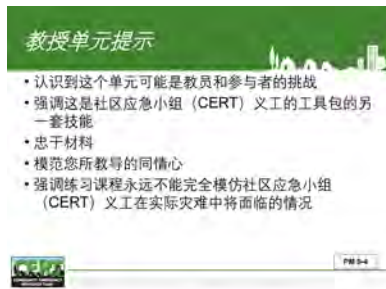 教授单元提示
• 认识到这个单元可能是教员和参与者的挑战
• 强调这是社区应急小组（CERT）义工的工具包的另
一套技能
• 忠于材料
• 模范您所教导的同情心
• 强调练习课程永远不能完全模仿社区应急小组
（CERT）义工在实际灾难中将面临的情况
CERT